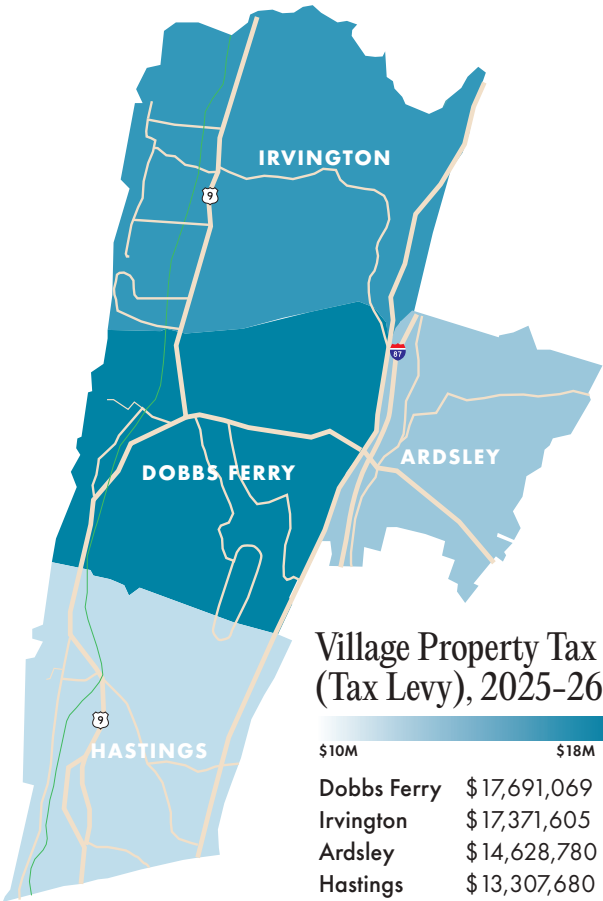 IRVINGTON
9
87
ARDSLEY
DOBBS FERRY
Village Property Tax
(Tax Levy), 2025-26
$10M $18M
9
HASTINGS
Dobbs Ferry $17,691,069
Irvington $17,371,605
Ardsley $14,628,780
Hastings $13,307,680